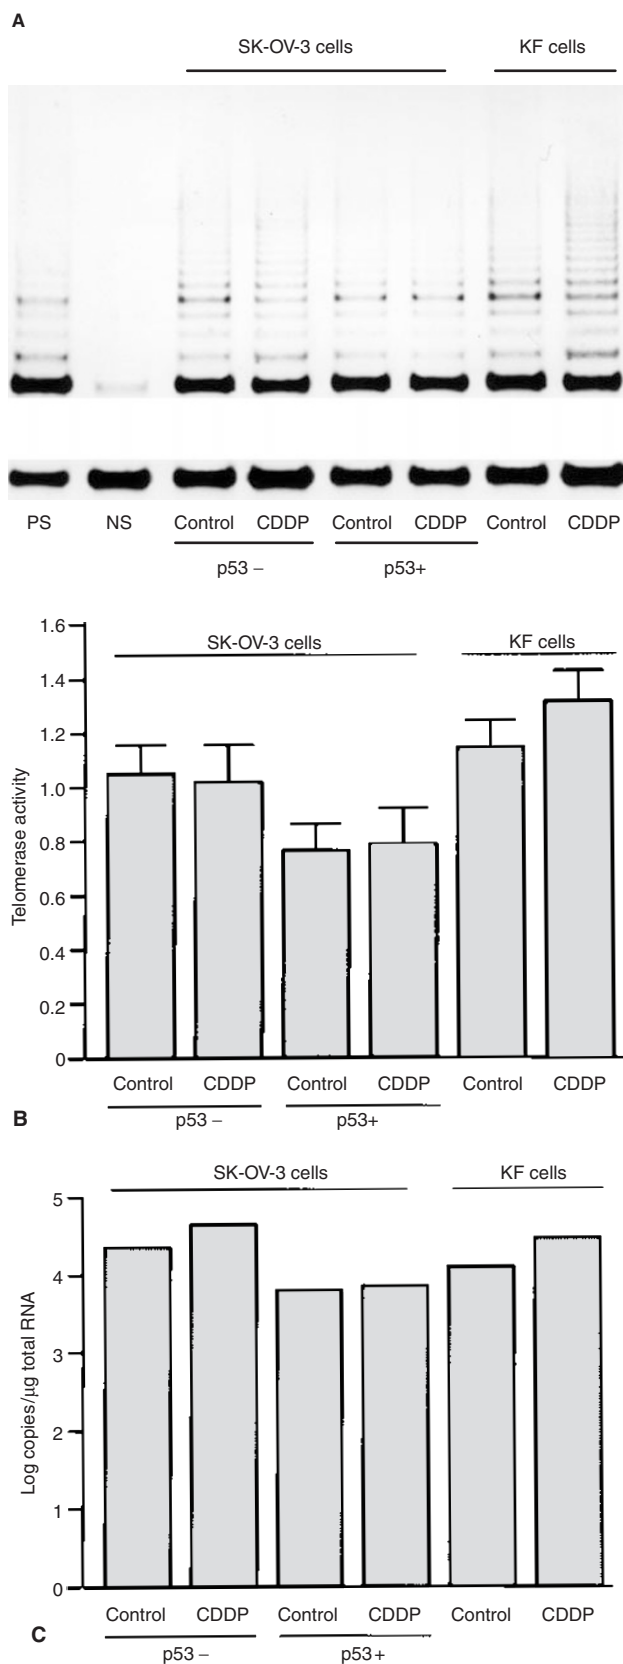 A
SK-OV-3 cells KF cells
PS NS Control CDDP Control CDDP Control CDDP
p53 – p53+
1.6
SK-OV-3 cells KF cells
1.4
1.2
1.0
0.8
0.6
0.4
0.2
0
Telomerase activity
Control CDDP Control CDDP Control CDDP
p53 – p53+
B
SK-OV-3 cells KF cells
5
4
3
2
1
0
Log copies/μg total RNA
Control CDDP Control CDDP Control CDDP
C
p53 – p53+